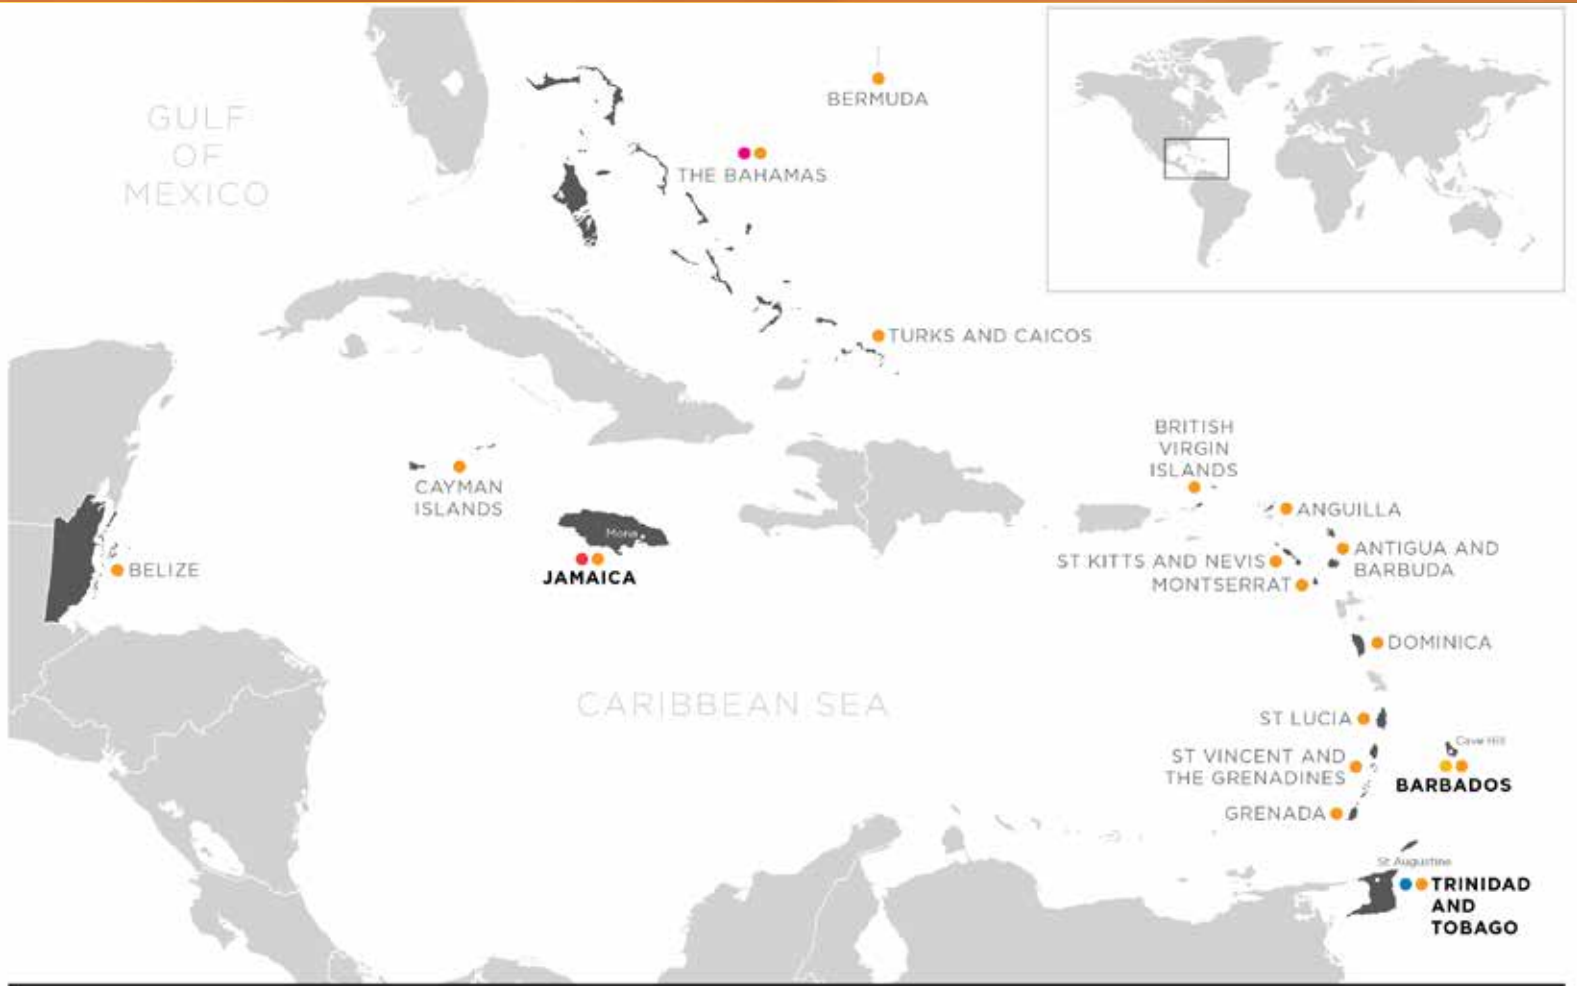 GULF
OF
MEXICO
BERMUDA
THE BAHAMAS
TURKS AND CAICOS
BRITISH
VIRGIN
ISLANDS
CAYMAN
ISLANDS
ANGUILLA
Mona
JAMAICA
BELIZE
ST KITTS AND NEVIS
ANTIGUA AND
BARBUDA
MONTSERRAT
DOMINICA
CARIBBEAN SEA
ST LUCIA
Cave Hill
ST VINCENT AND
THE GRENADINES
BARBADOS
GRENADA
St Augustine
TRINIDAD
AND
TOBAGO